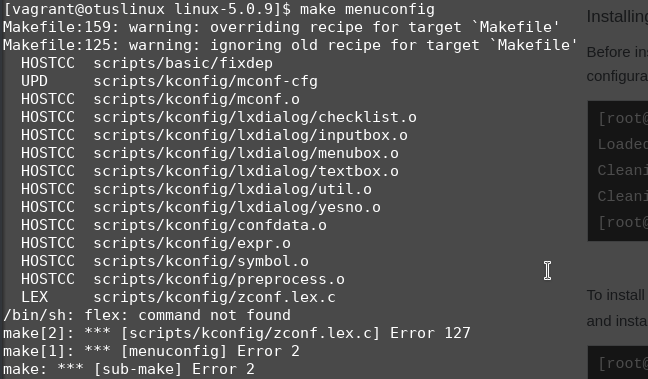 [vagrant@otuslinux linux-5.0.9]$ make menuconfig
Makefile:159: warning: overriding recipe for target `Makefile'
Makefile:125: warning: ignoring old recipe for target `Makefile'
  HOSTCC  scripts/basic/fixdep
  UPD     scripts/kconfig/mconf-cfg
  HOSTCC  scripts/kconfig/mconf.o
  HOSTCC  scripts/kconfig/lxdialog/checklist.o
  HOSTCC  scripts/kconfig/lxdialog/inputbox.o
  HOSTCC  scripts/kconfig/lxdialog/menubox.o
  HOSTCC  scripts/kconfig/lxdialog/textbox.o
  HOSTCC  scripts/kconfig/lxdialog/util.o
  HOSTCC  scripts/kconfig/lxdialog/yesno.o
  HOSTCC  scripts/kconfig/confdata.o
  HOSTCC  scripts/kconfig/expr.o
  HOSTCC  scripts/kconfig/symbol.o
  HOSTCC  scripts/kconfig/preprocess.o
  LEX     scripts/kconfig/zconf.lex.c
/bin/sh: flex: command not found
make[2]: *** [scripts/kconfig/zconf.lex.c] Error 127
make[1]: *** [menuconfig] Error 2
make: *** [sub-make] Error 2
Installing
Before
configura
[root@
Loaded
Cleani
Cleani
[root@
To install
and insta
[root@